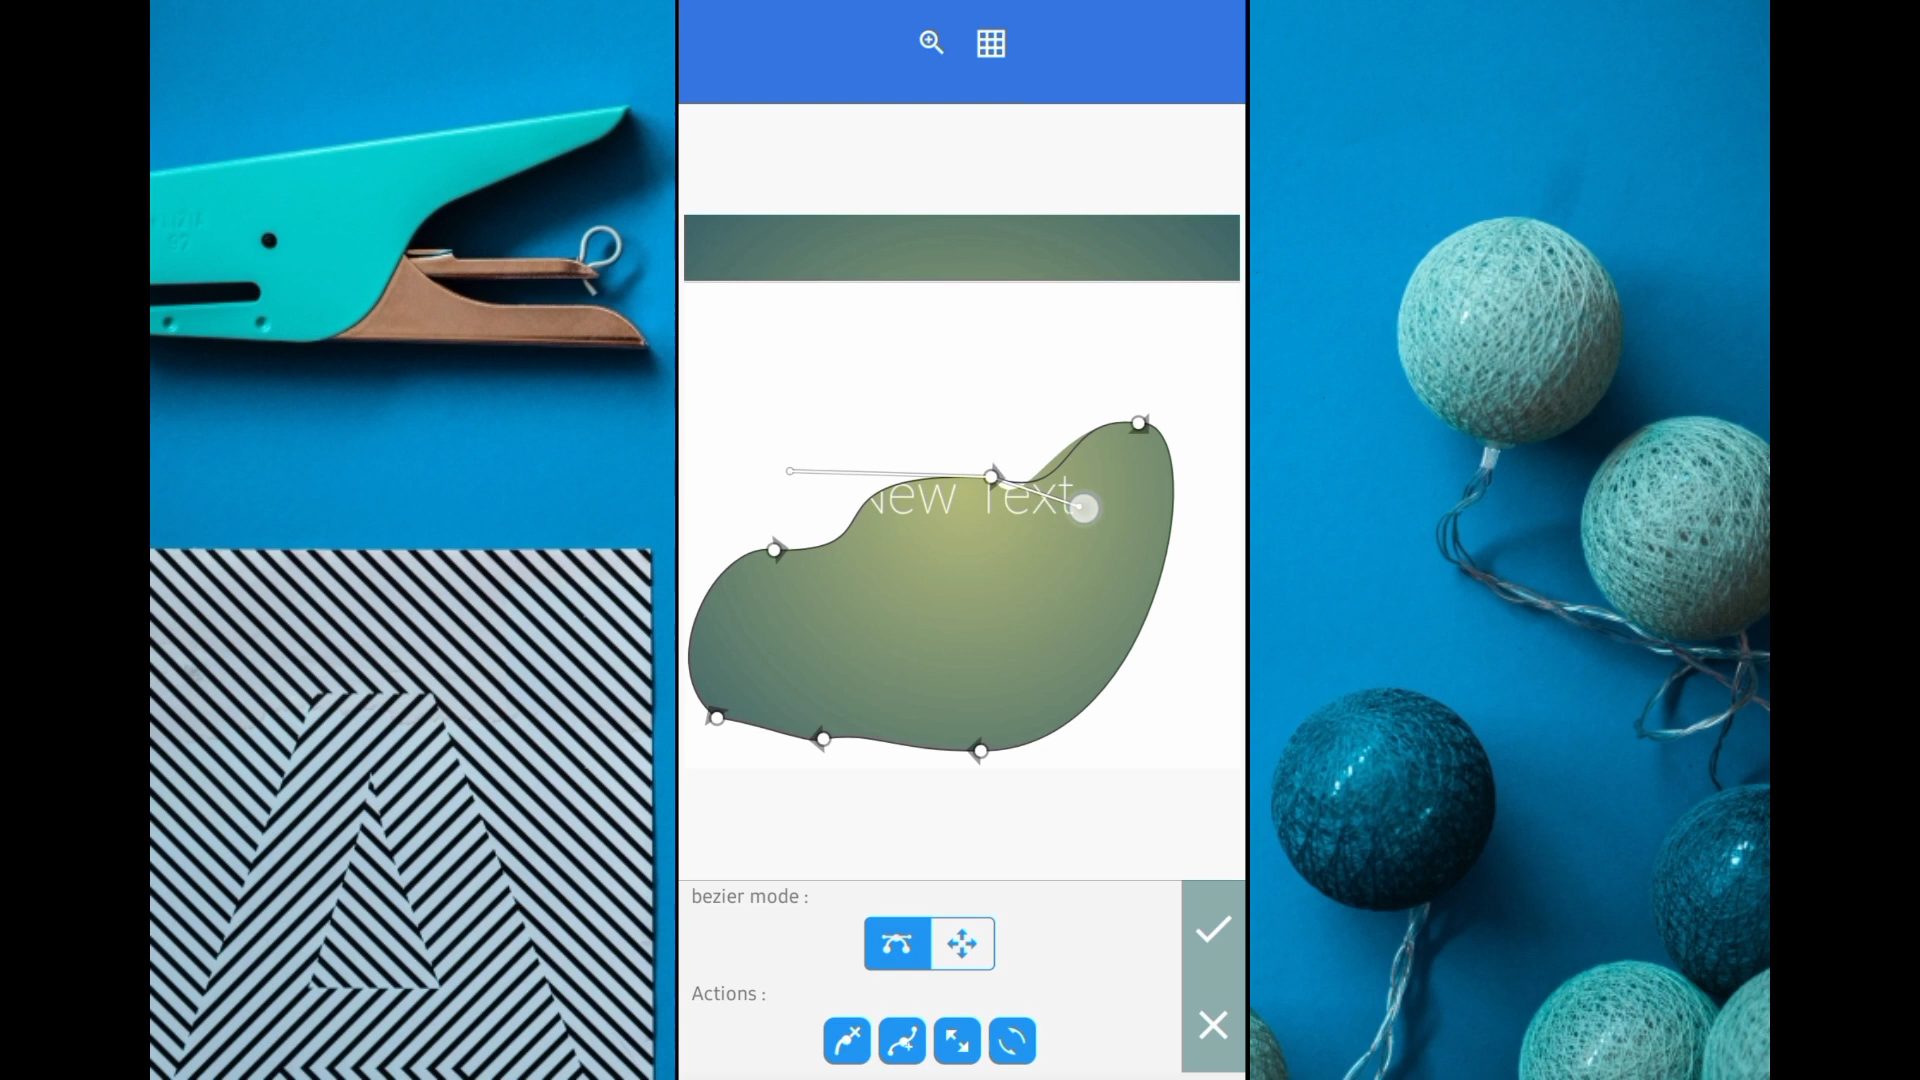 New Text
bezier mode :
Actions :